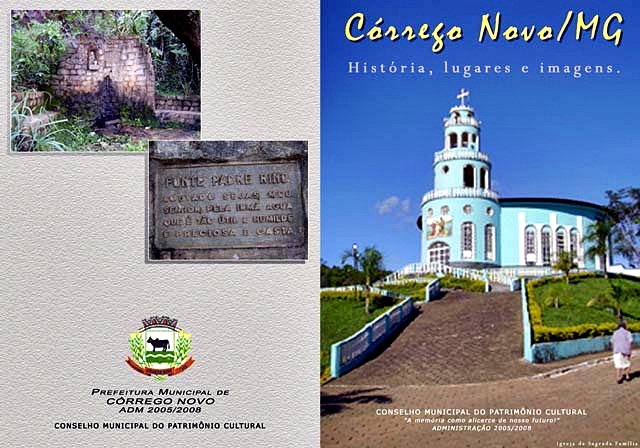 FONTE PADRE RINO
LOUVADO SEJAS, MEU
SENHOR, PELA IRMÃ AGUA
QUE É TÃO ÚTIL E HUMILDE
E PRECIOSA E CASTA
PREFEITURA MUNICIPAL DE
CÓRREGO NOVO
ADM 2005/2008
CONSELHO MUNICIPAL DO PATRIMÔNIO CULTURAL
Córrego Novo/MG
História, lugares e imagens.
CONSELHO MUNICIPAL DO PATRIMÔNIO CULTURAL
"A memória como alicerce de nosso futuro!"
ADMINISTRAÇÃO 2005/2008
Igreja da Sagrada Família